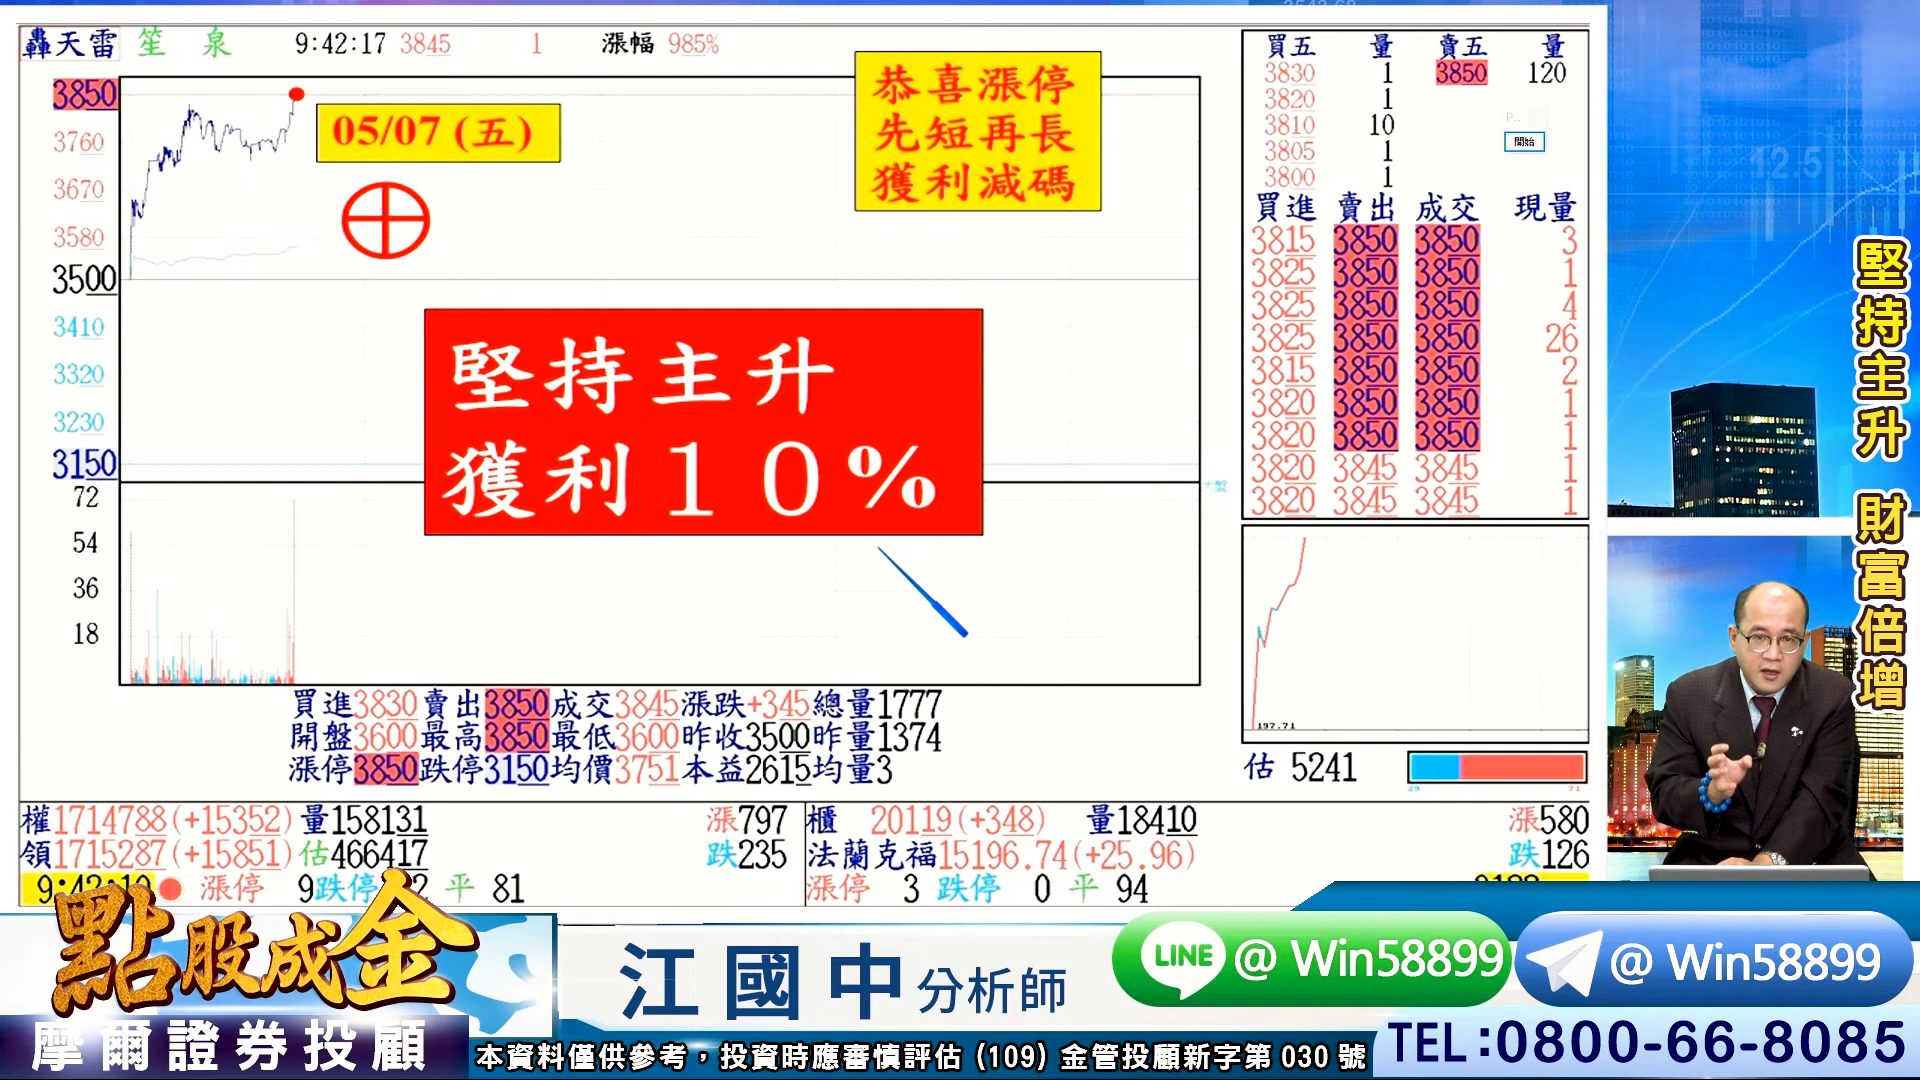 轟天雷 笙泉 9:42:17 3845 1 漲幅 985%
3850
3760
3670
3580
3500
3410
3320
3230
3150
72
54
36
18
05/07 (五)
恭喜漲停
先短再長
獲利減碼
堅持主升
獲利10%
大盤
買五 量 賣五 量
3830 1 3850 120
3820 1
3810 10
3805 1
3800 1
P...
開始
買進 賣出 成交 現量
3815 3850 3850 3
3825 3850 3850 1
3825 3850 3850 4
3825 3850 3850 26
3815 3850 3850 2
3820 3850 3850 1
3820 3850 3850 1
3820 3845 3845 1
3820 3845 3845 1
197.71
估 5241
29 71
買進3830賣出3850成交3845漲跌+345總量1777
開盤3600最高3850最低3600昨收3500昨量1374
漲停3850跌停3150均價3751本益2615均量3
權1714788(+15352)量158131 漲797
領1715287(+15851)估466417 跌235
漲停 9跌停 2 平 81
櫃 20119(+348) 量18410 漲580
法蘭克福15196.74(+25.96) 跌126
漲停 3 跌停 0 平 94
12.5
堅持主升 財富倍增
點股成金
摩爾證券投顧
江國中 分析師
LINE @ Win58899
@ Win58899
TEL:0800-66-8085
本資料僅供參考，投資時應審慎評估 (109) 金管投顧新字第 030 號